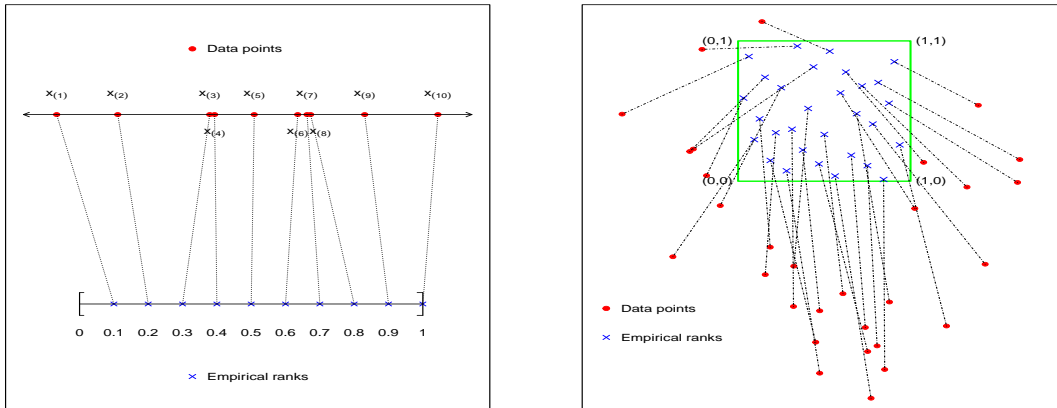 Data points
x(1) x(2) x(3) x(5) x(7) x(9) x(10)
x(4) x(6) x(8)
0 0.1 0.2 0.3 0.4 0.5 0.6 0.7 0.8 0.9 1
Empirical ranks
(0,1) (1,1)
(0,0) (1,0)
Data points
Empirical ranks